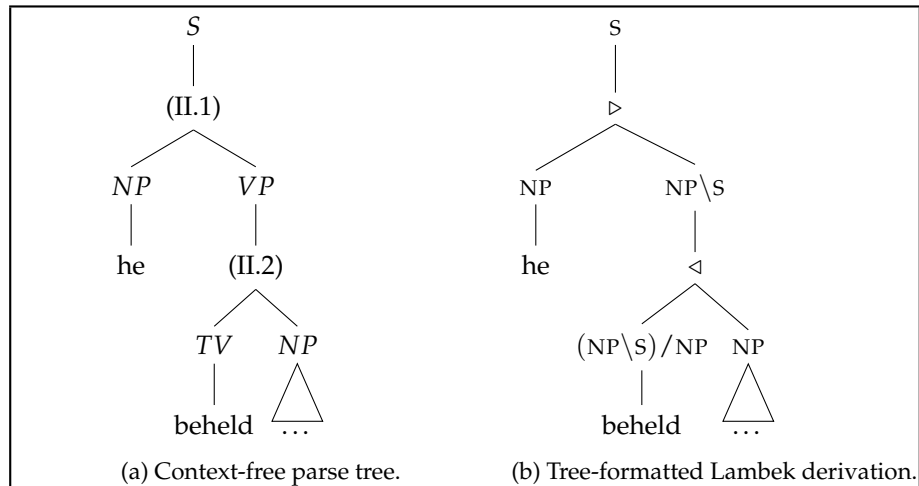 S
(II.1)
NP VP
he (II.2)
TV NP
beheld ...
(a) Context-free parse tree.
S
▷
NP NP\S
he ◁
(NP\S)/NP NP
beheld ...
(b) Tree-formatted Lambek derivation.